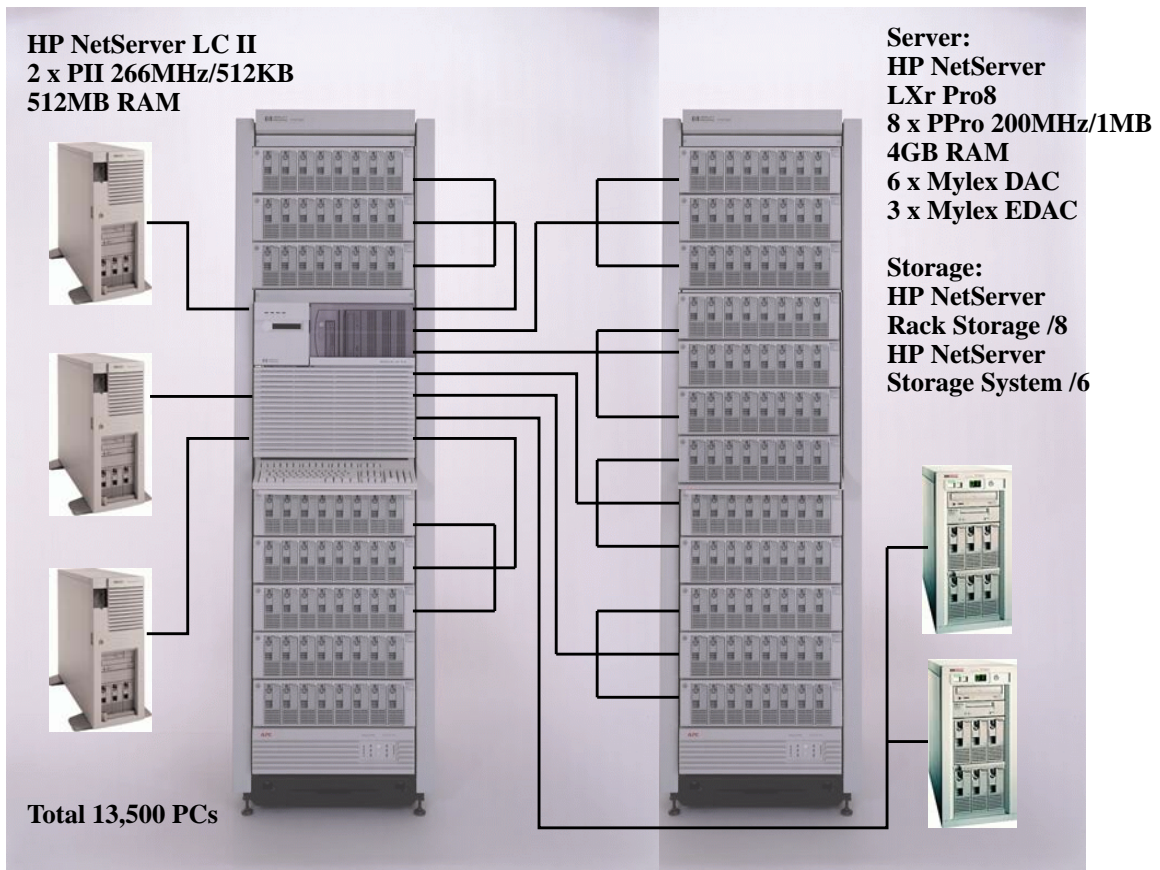 HP NetServer LC II
2 x PII 266MHz/512KB
512MB RAM
Server:
HP NetServer
LXr Pro8
8 x PPro 200MHz/1MB
4GB RAM
6 x Mylex DAC
3 x Mylex EDAC
Storage:
HP NetServer
Rack Storage /8
HP NetServer
Storage System /6
Total 13,500 PCs